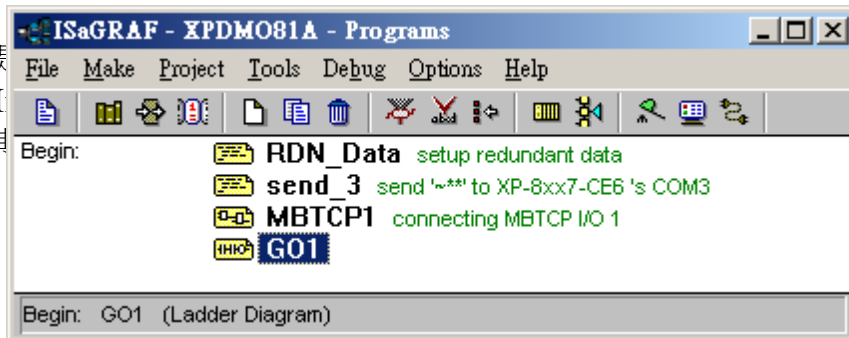 ISaGRAF - XPDMO81A - Programs
File Make Project Tools Debug Options Help
Begin: RDN_Data setup redundant data
send_3 send '~**' to XP-8xx7-CE6 's COM3
MBTCP1 connecting MBTCP I/O 1
GO1
Begin: GO1 (Ladder Diagram)